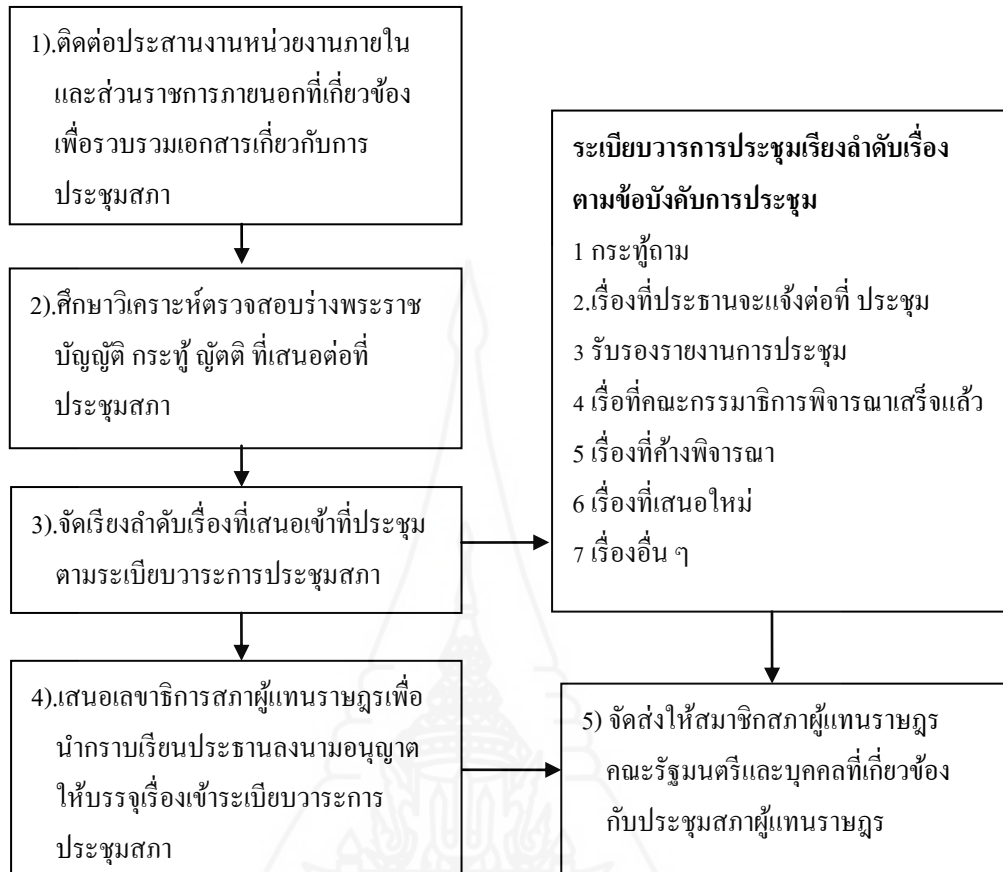 1).ติดต่อประสานงานหน่วยงานภายใน
และส่วนราชการภายนอกที่เกี่ยวข้อง
เพื่อรวบรวมเอกสารเกี่ยวกับการ
ประชุมสภา
2).ศึกษาวิเคราะห์ตรวจสอบร่างพระราช
บัญญัติ กระทู้ ญัตติ ที่เสนอต่อที่
ประชุมสภา
3).จัดเรียงลำดับเรื่องที่เสนอเข้าที่ประชุม
ตามระเบียบวาระการประชุมสภา
ระเบียบวารการประชุมเรียงลำดับเรื่อง
ตามข้อบังคับการประชุม
1 กระทู้ถาม
2.เรื่องที่ประธานจะแจ้งต่อที่ ประชุม
3 รับรองรายงานการประชุม
4 เรื่อที่คณะกรรมาธิการพิจารณาเสร็จแล้ว
5 เรื่องที่ค้างพิจารณา
6 เรื่องที่เสนอใหม่
7 เรื่องอื่น ๆ
4).เสนอเลขาธิการสภาผู้แทนราษฎรเพื่อ
นำกราบเรียนประธานลงนามอนุญาต
ให้บรรจุเรื่องเข้าระเบียบวาระการ
ประชุมสภา
5) จัดส่งให้สมาชิกสภาผู้แทนราษฎร
คณะรัฐมนตรีและบุคคลที่เกี่ยวข้อง
กับประชุมสภาผู้แทนราษฎร